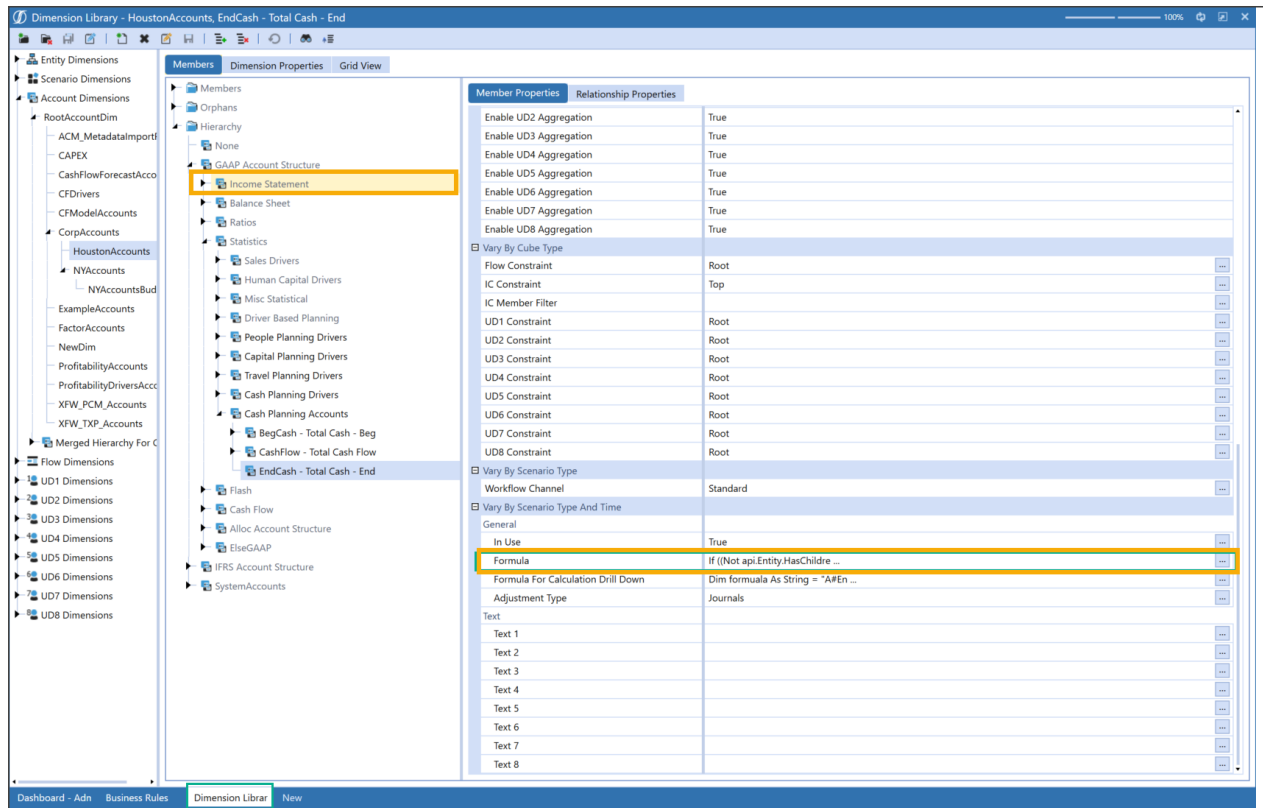 Dimension Library - HoustonAccounts, EndCash - Total Cash - End
100%
Entity Dimensions
Scenario Dimensions
Account Dimensions
RootAccountDim
ACM_MetadataImportF
CAPEX
CashFlowForecastAcco
CFDrivers
CFModelAccounts
CorpAccounts
HoustonAccounts
NYAccounts
NYAccountsBud
ExampleAccounts
FactorAccounts
NewDim
ProfitabilityAccounts
ProfitabilityDriversAcco
XFW_PCM_Accounts
XFW_TXP_Accounts
Merged Hierarchy For C
Flow Dimensions
UD1 Dimensions
UD2 Dimensions
UD3 Dimensions
UD4 Dimensions
UD5 Dimensions
UD6 Dimensions
UD7 Dimensions
UD8 Dimensions
Members Dimension Properties Grid View
Members
Orphans
Hierarchy
None
GAAP Account Structure
Income Statement
Balance Sheet
Ratios
Statistics
Sales Drivers
Human Capital Drivers
Misc Statistical
Driver Based Planning
People Planning Drivers
Capital Planning Drivers
Travel Planning Drivers
Cash Planning Drivers
Cash Planning Accounts
BegCash - Total Cash - Beg
CashFlow - Total Cash Flow
EndCash - Total Cash - End
Flash
Cash Flow
Alloc Account Structure
ElseGAAP
IFRS Account Structure
SystemAccounts
Member Properties Relationship Properties
Enable UD2 Aggregation True
Enable UD3 Aggregation True
Enable UD4 Aggregation True
Enable UD5 Aggregation True
Enable UD6 Aggregation True
Enable UD7 Aggregation True
Enable UD8 Aggregation True
Vary By Cube Type
Flow Constraint Root ...
IC Constraint Top ...
IC Member Filter ...
UD1 Constraint Root ...
UD2 Constraint Root ...
UD3 Constraint Root ...
UD4 Constraint Root ...
UD5 Constraint Root ...
UD6 Constraint Root ...
UD7 Constraint Root ...
UD8 Constraint Root ...
Vary By Scenario Type
Workflow Channel Standard ...
Vary By Scenario Type And Time
General
In Use True ...
Formula If ((Not api.Entity.HasChildre ... ...
Formula For Calculation Drill Down Dim formuala As String = "A#En ... ...
Adjustment Type Journals ...
Text
Text 1 ...
Text 2 ...
Text 3 ...
Text 4 ...
Text 5 ...
Text 6 ...
Text 7 ...
Text 8 ...
Dashboard - Adn Business Rules Dimension Librar New